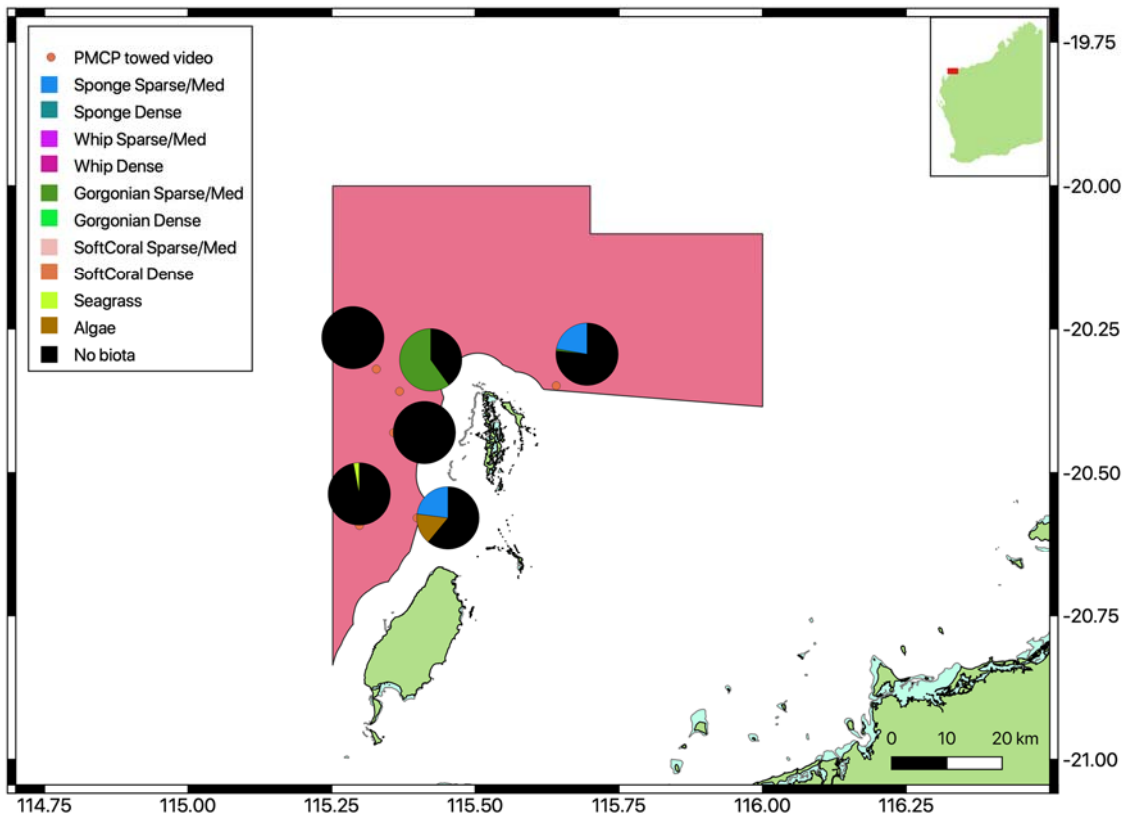 PMCP towed video
Sponge Sparse/Med
Sponge Dense
Whip Sparse/Med
Whip Dense
Gorgonian Sparse/Med
Gorgonian Dense
SoftCoral Sparse/Med
SoftCoral Dense
Seagrass
Algae
No biota
-19.75
-20.00
-20.25
-20.50
-20.75
-21.00
0 10 20 km
114.75 115.00 115.25 115.50 115.75 116.00 116.25